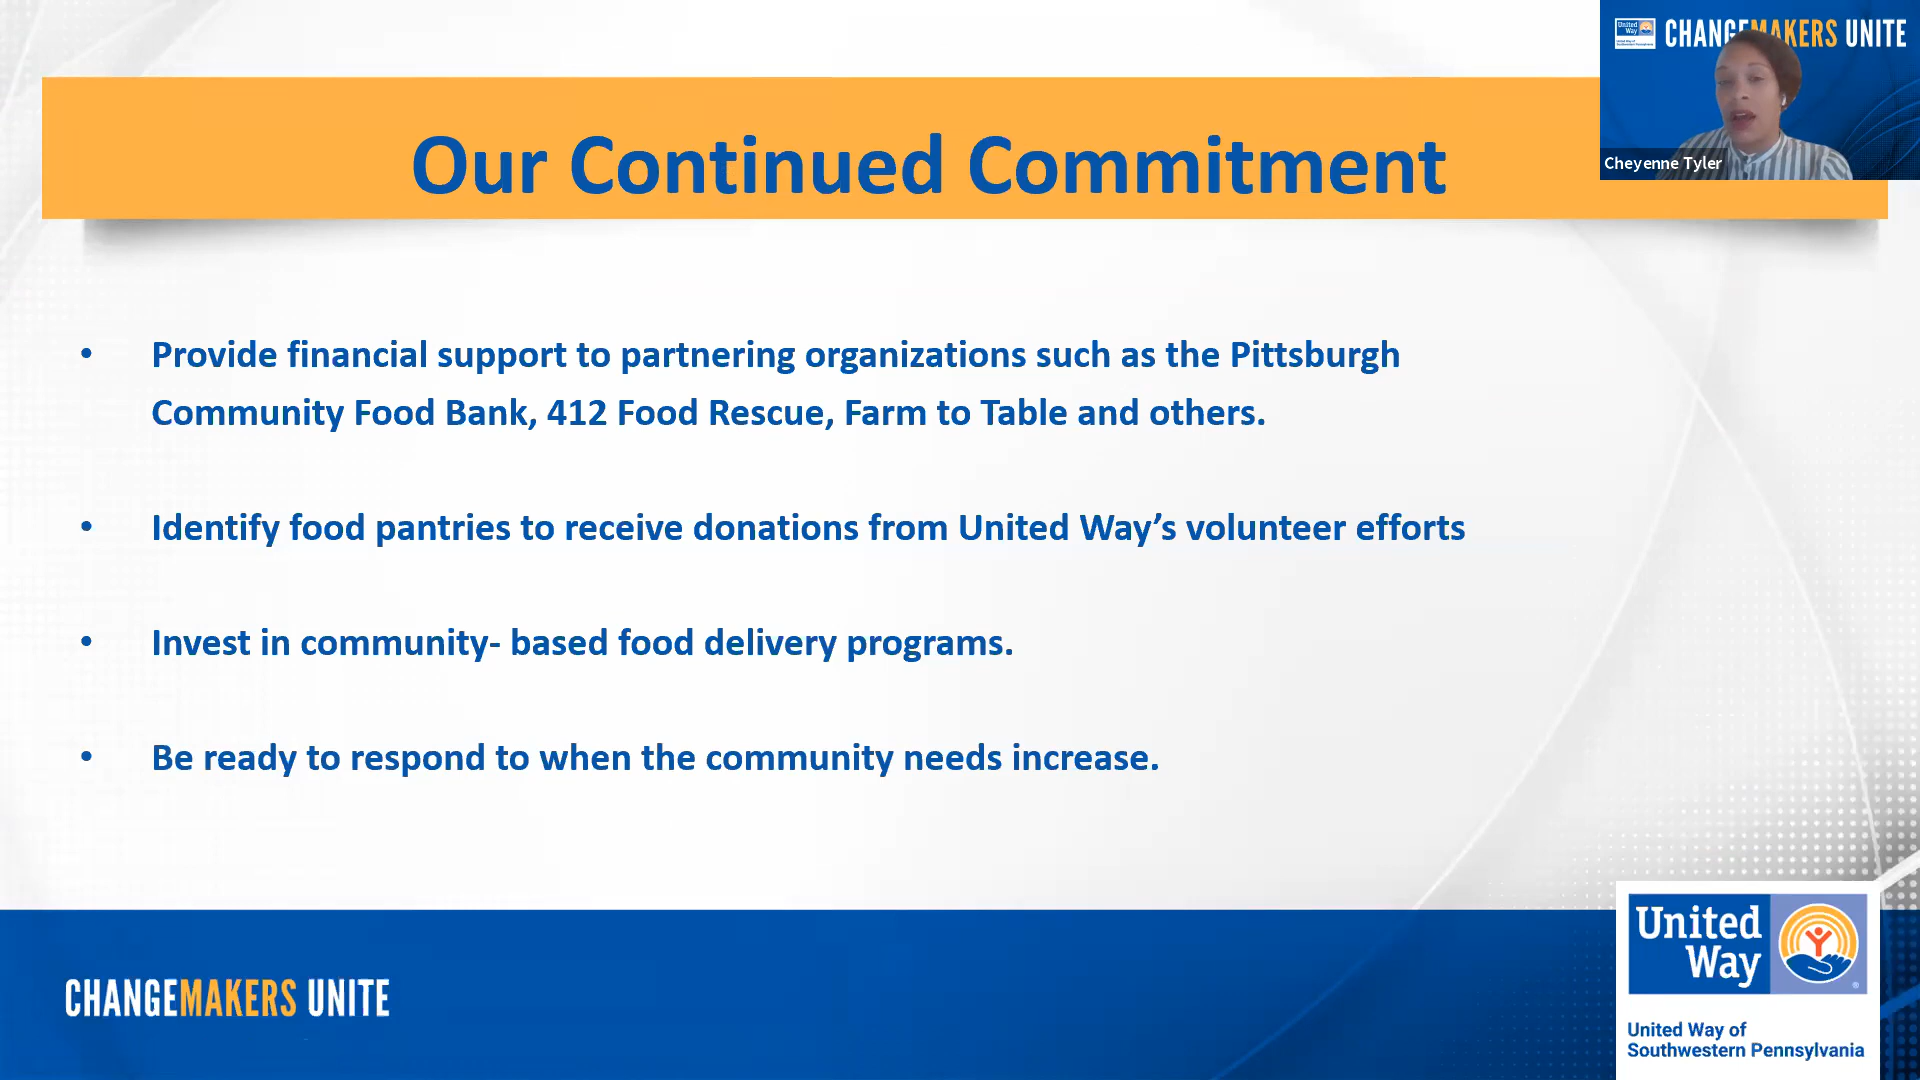 United Way
CHANGEMAKERS UNITE
Cheyenne Tyler
Our Continued Commitment
• Provide financial support to partnering organizations such as the Pittsburgh
Community Food Bank, 412 Food Rescue, Farm to Table and others.
• Identify food pantries to receive donations from United Way’s volunteer efforts
• Invest in community- based food delivery programs.
• Be ready to respond to when the community needs increase.
CHANGEMAKERS UNITE
United
Way
®
United Way of
Southwestern Pennsylvania